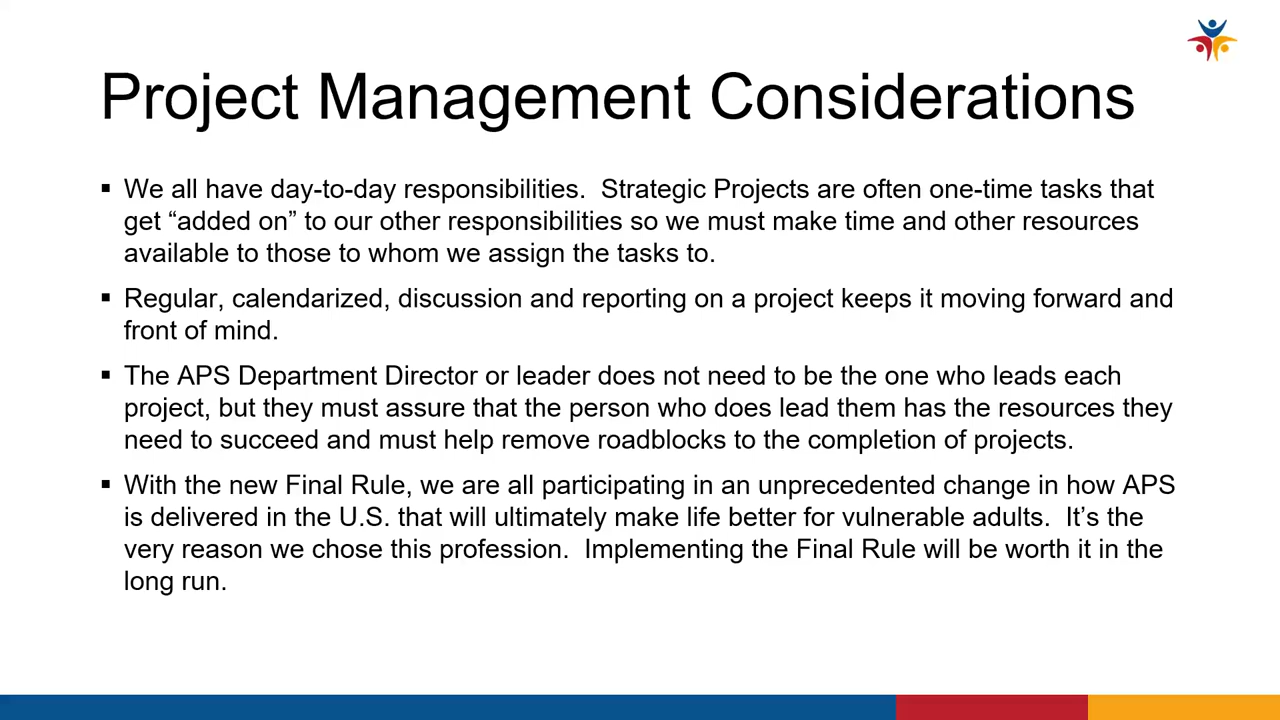 Project Management Considerations
▪ We all have day-to-day responsibilities.  Strategic Projects are often one-time tasks that
get “added on” to our other responsibilities so we must make time and other resources
available to those to whom we assign the tasks to.
▪ Regular, calendarized, discussion and reporting on a project keeps it moving forward and
front of mind.
▪ The APS Department Director or leader does not need to be the one who leads each
project, but they must assure that the person who does lead them has the resources they
need to succeed and must help remove roadblocks to the completion of projects.
▪ With the new Final Rule, we are all participating in an unprecedented change in how APS
is delivered in the U.S. that will ultimately make life better for vulnerable adults.  It’s the
very reason we chose this profession.  Implementing the Final Rule will be worth it in the
long run.